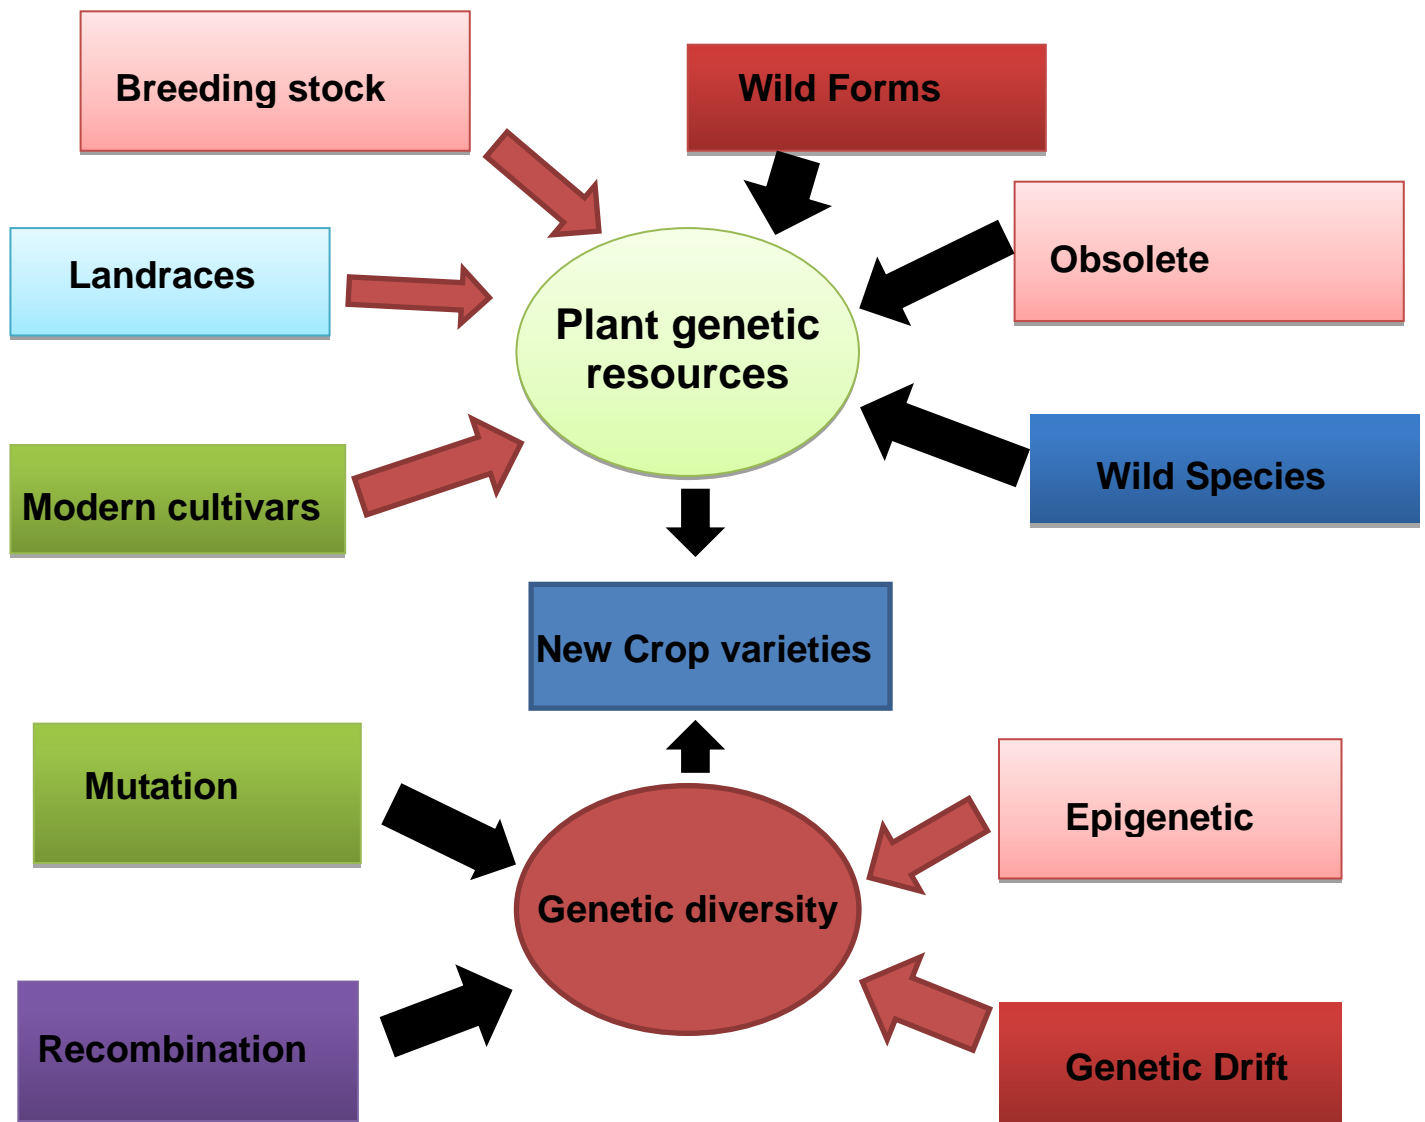 Breeding stock
Wild Forms
Landraces
Obsolete
Plant genetic
resources
Modern cultivars
Wild Species
New Crop varieties
Mutation
Epigenetic
Genetic diversity
Recombination
Genetic Drift